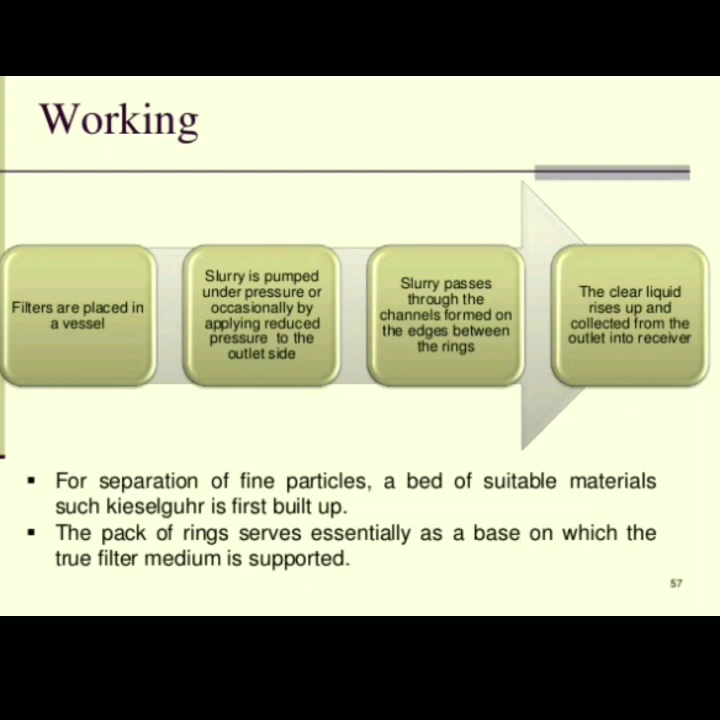 Working
Filters are placed in
a vessel
Slurry is pumped
under pressure or
occasionally by
applying reduced
pressure to the
outlet side
Slurry passes
through the
channels formed on
the edges between
the rings
The clear liquid
rises up and
collected from the
outlet into receiver
▪ For separation of fine particles, a bed of suitable materials
such kieselguhr is first built up.
▪ The pack of rings serves essentially as a base on which the
true filter medium is supported.
57